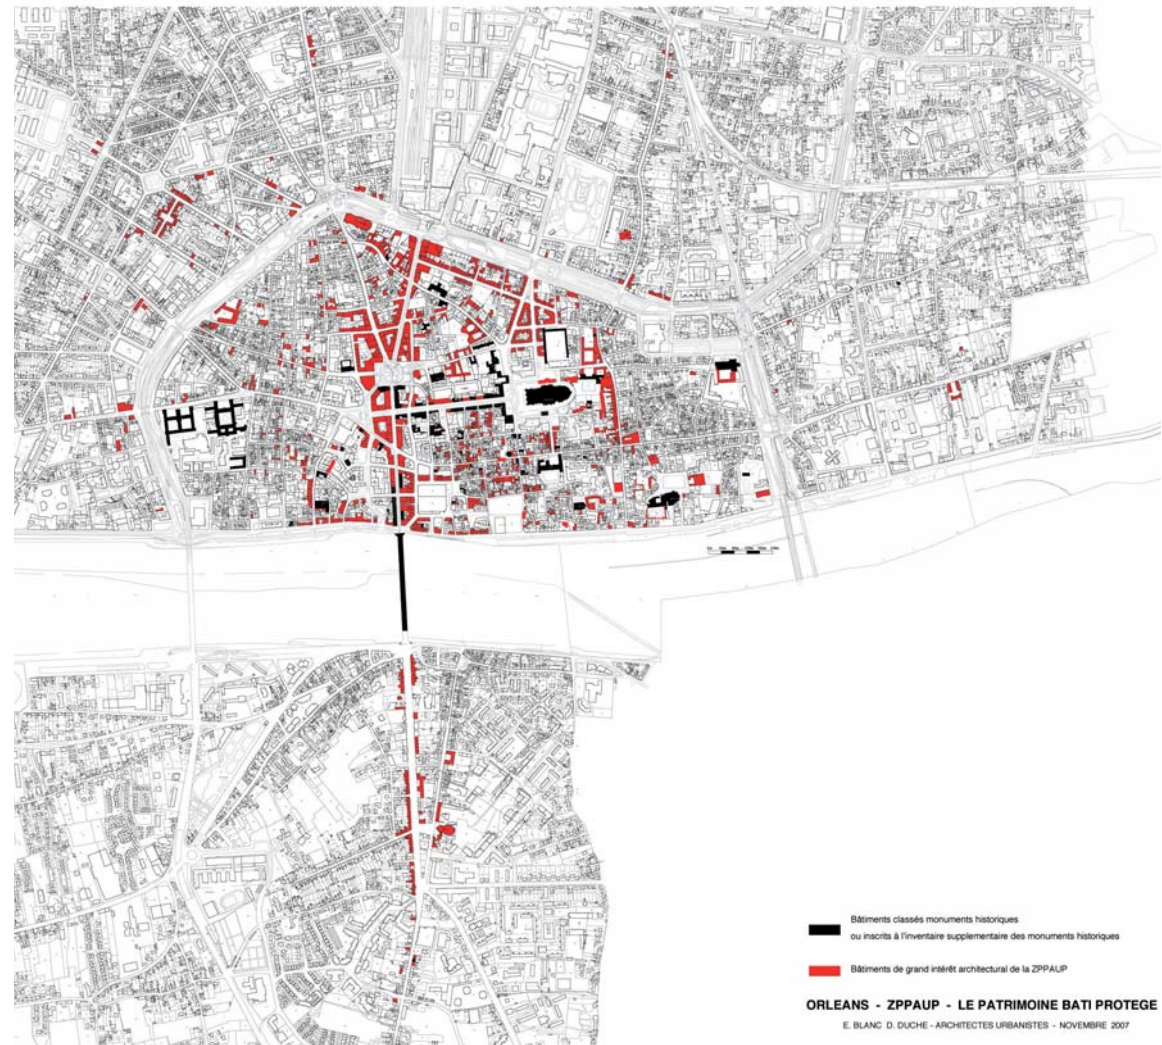 Bâtiments classés monuments historiques
ou inscrits à l'inventaire supplementaire des monuments historiques
Bâtiments de grand intérêt architectural de la ZPPAUP
ORLEANS - ZPPAUP - LE PATRIMOINE BATI PROTEGE
E. BLANC D. DUCHE - ARCHITECTES URBANISTES - NOVEMBRE 2007